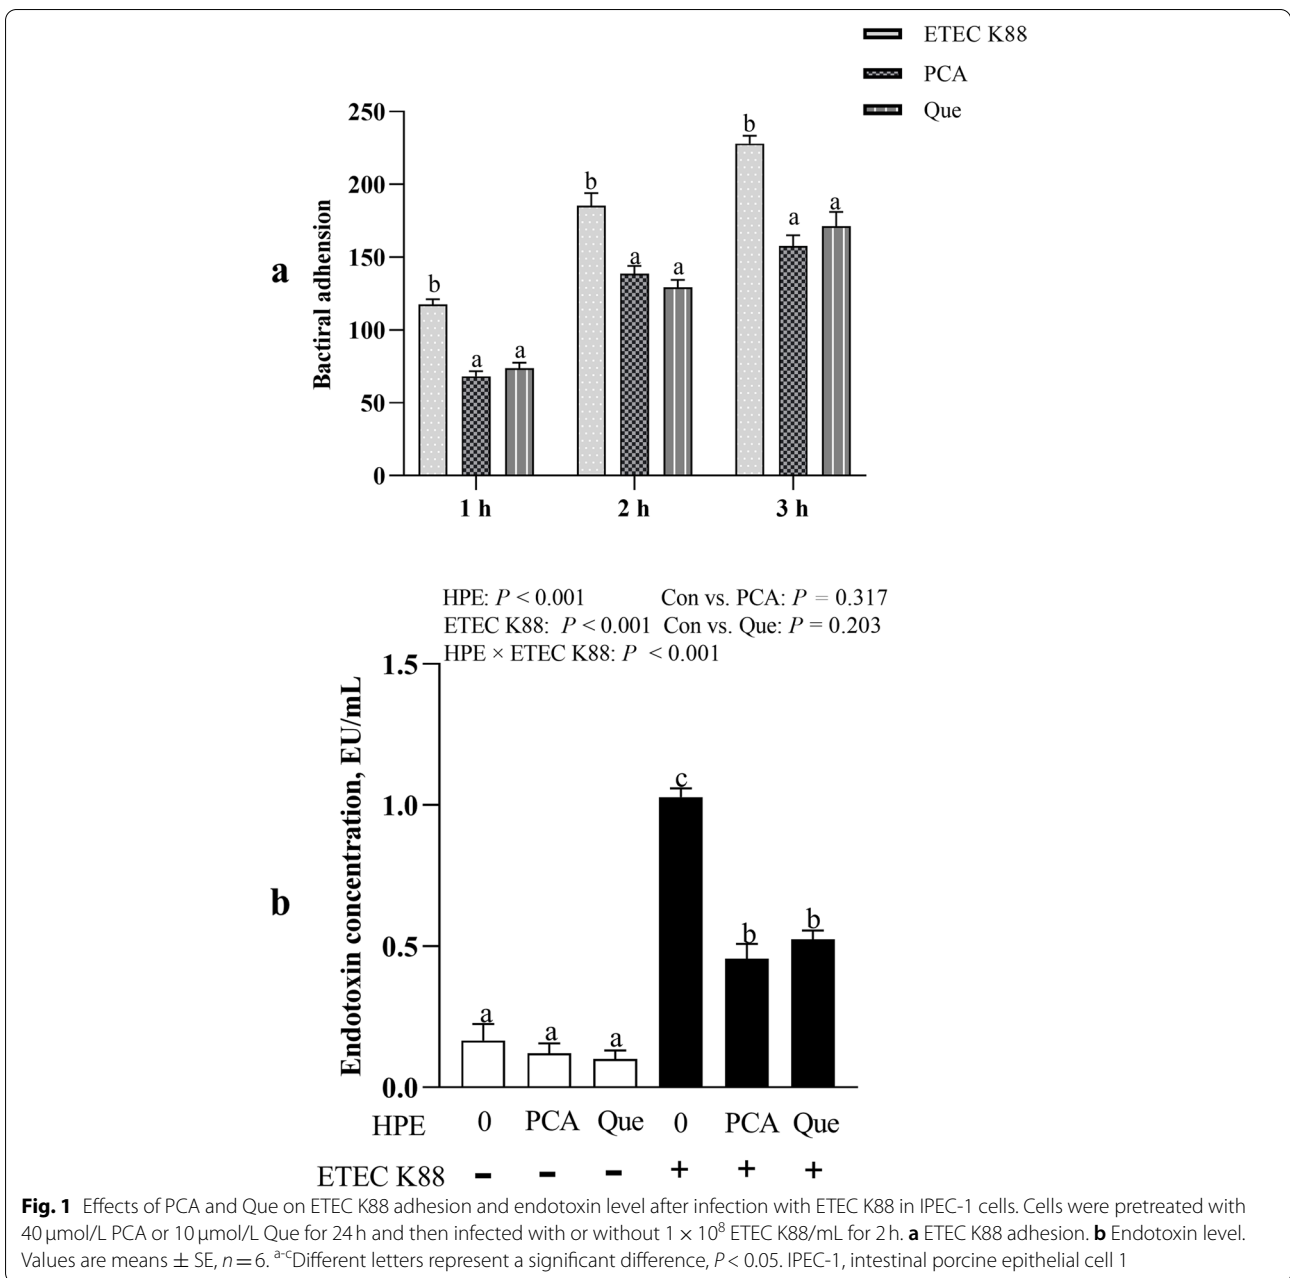 ETEC K88
PCA
Que
a
Bactiral adhension
250
200
150
100
50
0
b
a
a
b
a
a
b
a
a
1 h
2 h
3 h
HPE: P < 0.001 Con vs. PCA: P = 0.317
ETEC K88: P < 0.001 Con vs. Que: P = 0.203
HPE × ETEC K88: P < 0.001
b
Endotoxin concentration, EU/mL
1.5
1.0
0.5
0.0
a
a
a
c
b
b
HPE 0 PCA Que 0 PCA Que
ETEC K88 - - - + + +
Fig. 1 Effects of PCA and Que on ETEC K88 adhesion and endotoxin level after infection with ETEC K88 in IPEC-1 cells. Cells were pretreated with
40 μmol/L PCA or 10 μmol/L Que for 24 h and then infected with or without 1 × 10⁸ ETEC K88/mL for 2 h. a ETEC K88 adhesion. b Endotoxin level.
Values are means ± SE, n = 6. ᵃ⁻ᶜDifferent letters represent a significant difference, P < 0.05. IPEC-1, intestinal porcine epithelial cell 1